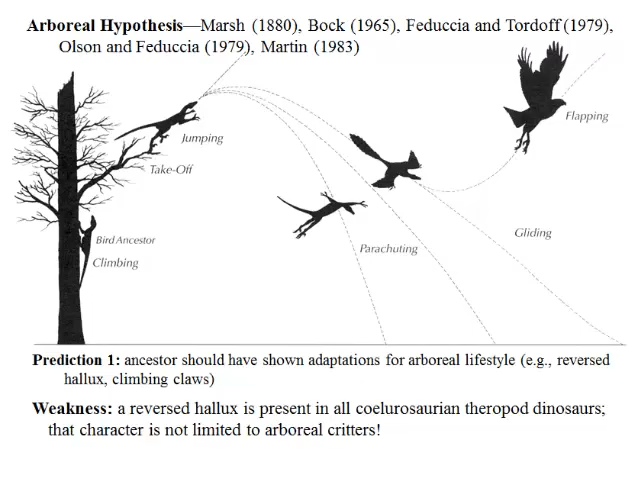 Arboreal Hypothesis—Marsh (1880), Bock (1965), Feduccia and Tordoff (1979),
Olson and Feduccia (1979), Martin (1983)
Flapping
Jumping
Take-Off
Gliding
Bird Ancestor
Parachuting
Climbing
Prediction 1: ancestor should have shown adaptations for arboreal lifestyle (e.g., reversed
hallux, climbing claws)
Weakness: a reversed hallux is present in all coelurosaurian theropod dinosaurs;
that character is not limited to arboreal critters!